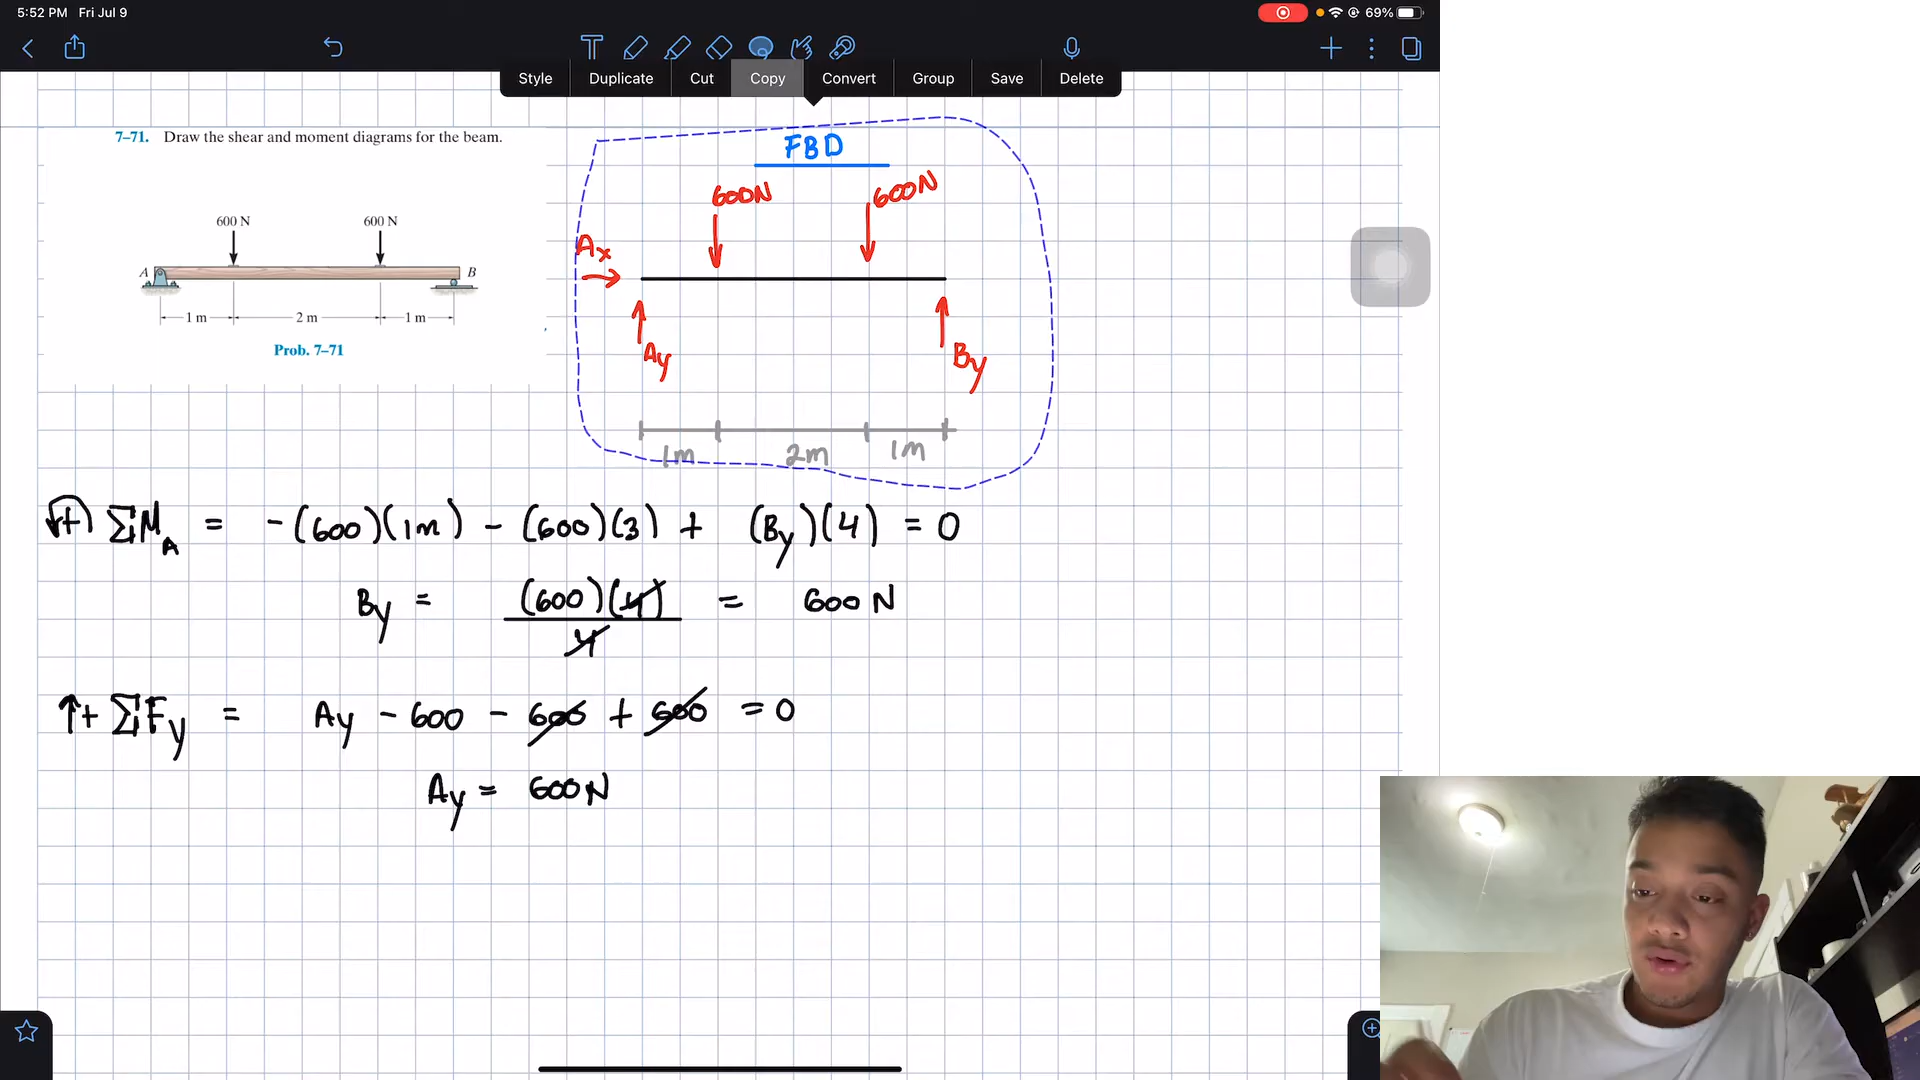 5:52 PM Fri Jul 9
69%
Style Duplicate Cut Copy Convert Group Save Delete
7–71. Draw the shear and moment diagrams for the beam.
600 N 600 N
A B
1 m 2 m 1 m
Prob. 7–71
FBD
600N 600N
Ax
Ay By
1m 2m 1m
+ ΣM_A = -(600)(1m) - (600)(3) + (By)(4) = 0
By = (600)(4) / 4 = 600 N
↑+ ΣFy = Ay - 600 - 600 + 600 = 0
Ay = 600N